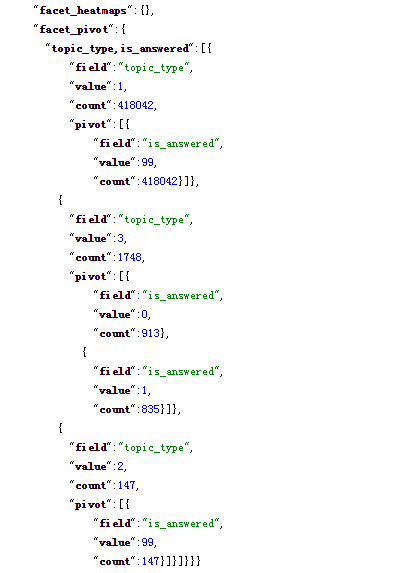 "facet_heatmaps":{},
"facet_pivot":{
"topic_type,is_answered":[{
"field":"topic_type",
"value":1,
"count":418042,
"pivot":[{
"field":"is_answered",
"value":99,
"count":418042}]},
{
"field":"topic_type",
"value":3,
"count":1748,
"pivot":[{
"field":"is_answered",
"value":0,
"count":913},
{
"field":"is_answered",
"value":1,
"count":835}]},
{
"field":"topic_type",
"value":2,
"count":147,
"pivot":[{
"field":"is_answered",
"value":99,
"count":147}]}]}}}